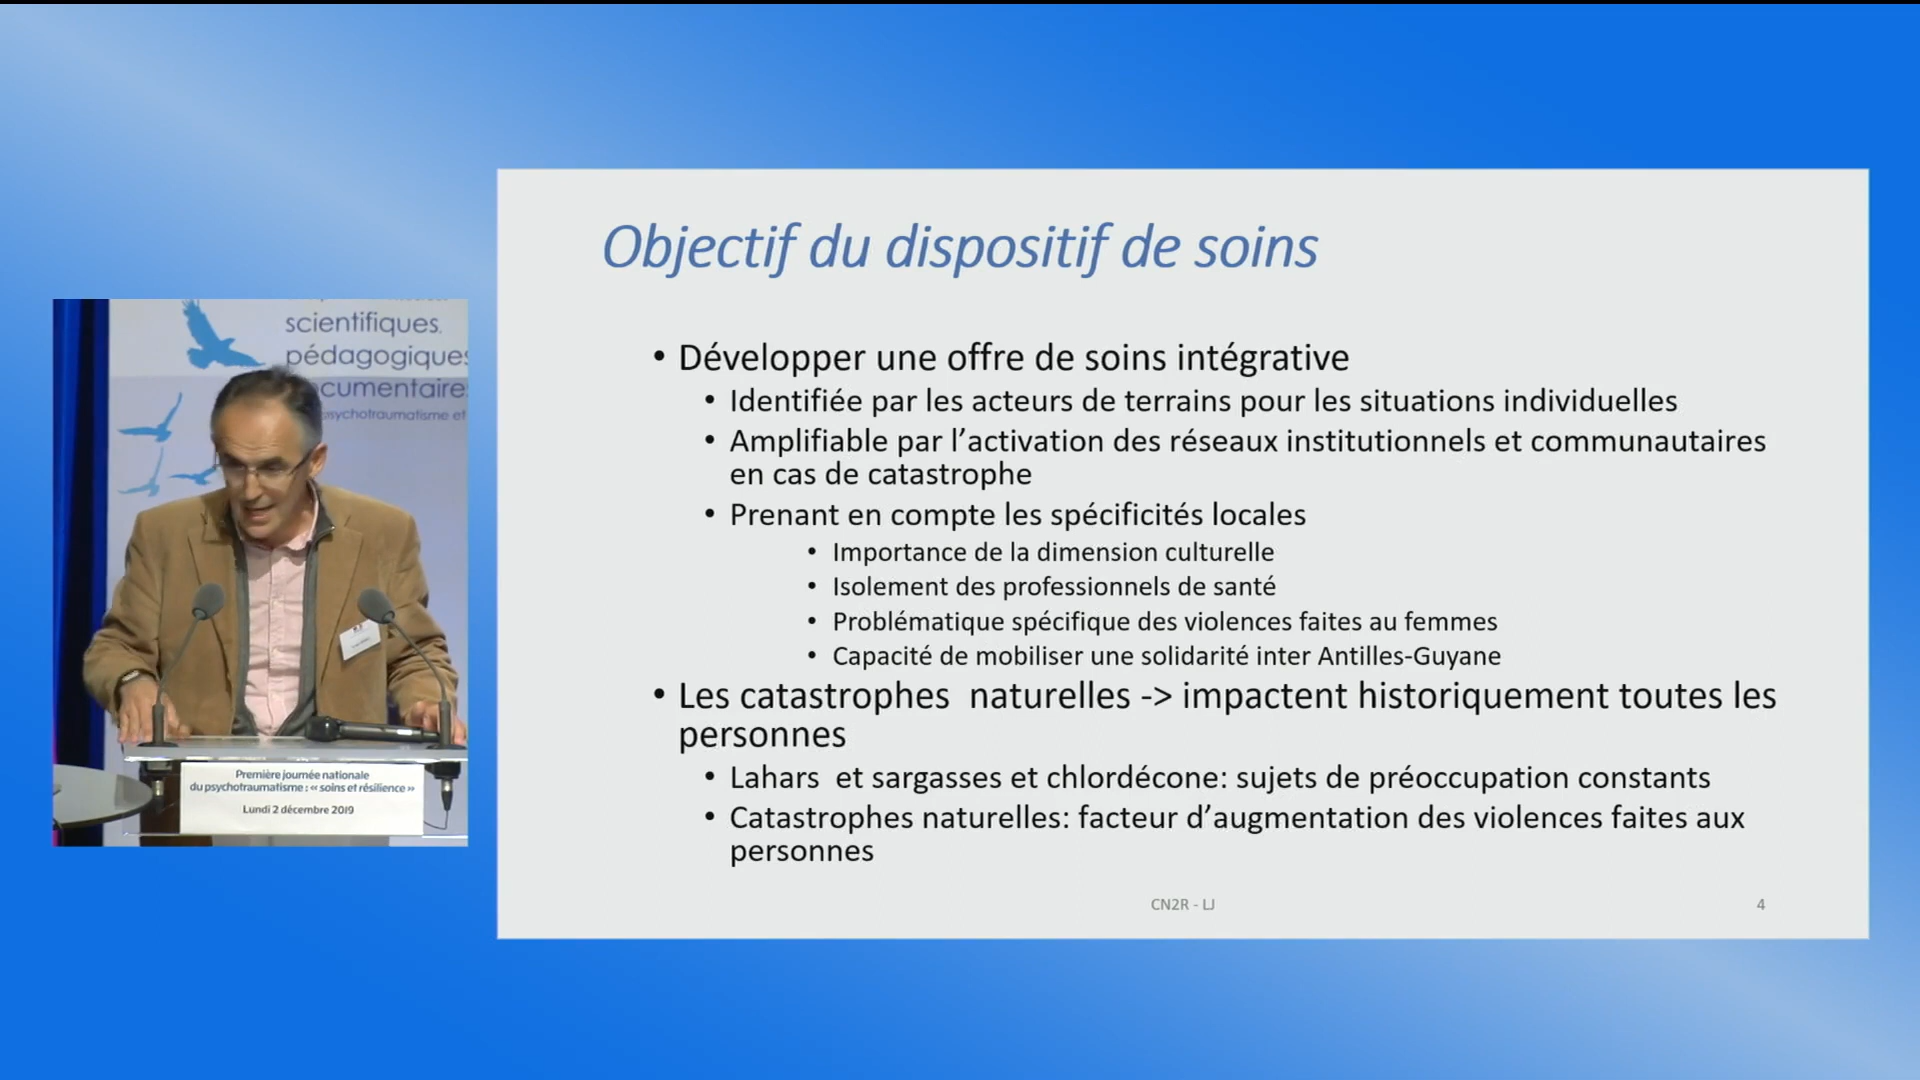 scientifiques,
pédagogiques
cumentaire
sychotraumatisme et
Première journée nationale
du psychotraumatisme : « soins et résilience »
Lundi 2 décembre 2019
Objectif du dispositif de soins
• Développer une offre de soins intégrative
• Identifiée par les acteurs de terrains pour les situations individuelles
• Amplifiable par l’activation des réseaux institutionnels et communautaires
en cas de catastrophe
• Prenant en compte les spécificités locales
• Importance de la dimension culturelle
• Isolement des professionnels de santé
• Problématique spécifique des violences faites au femmes
• Capacité de mobiliser une solidarité inter Antilles-Guyane
• Les catastrophes naturelles -> impactent historiquement toutes les
personnes
• Lahars et sargasses et chlordécone: sujets de préoccupation constants
• Catastrophes naturelles: facteur d’augmentation des violences faites aux
personnes
CN2R - LJ
4